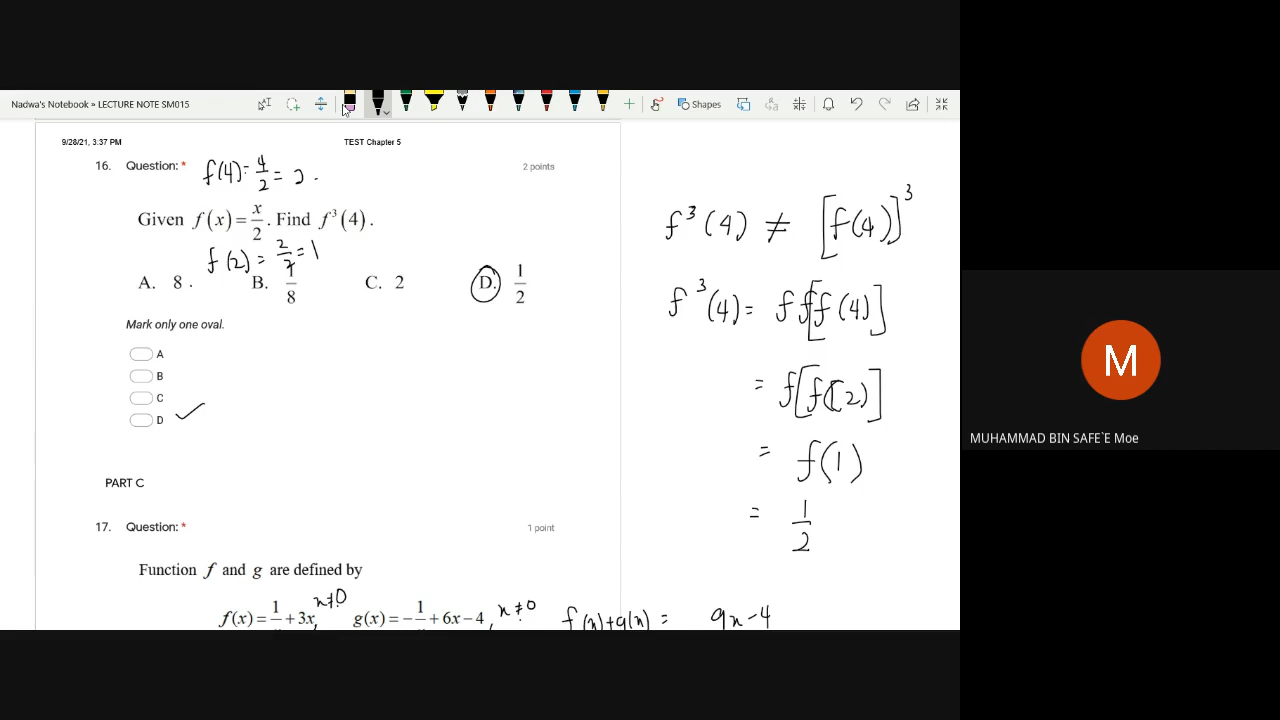 Nadwa's Notebook » LECTURE NOTE SM015
Shapes
9/28/21, 3:37 PM
TEST Chapter 5
16. Question: * f(4) = 4/2 = 2.
2 points
Given f(x) = x/2. Find f³(4).
f(2) = 2/2 = 1
A. 8. B. 1/8 C. 2 D. 1/2
Mark only one oval.
A
B
C
D ✓
PART C
17. Question: *
1 point
Function f and g are defined by
f(x) = 1/ + 3x, x≠0 g(x) = -1/ + 6x - 4, x≠0
f(x)+g(x) = 9x-4
f³(4) ≠ [f(4)]³
f³(4) = ff[f(4)]
= f[f(2)]
= f(1)
= 1/2
M
MUHAMMAD BIN SAFE`E Moe